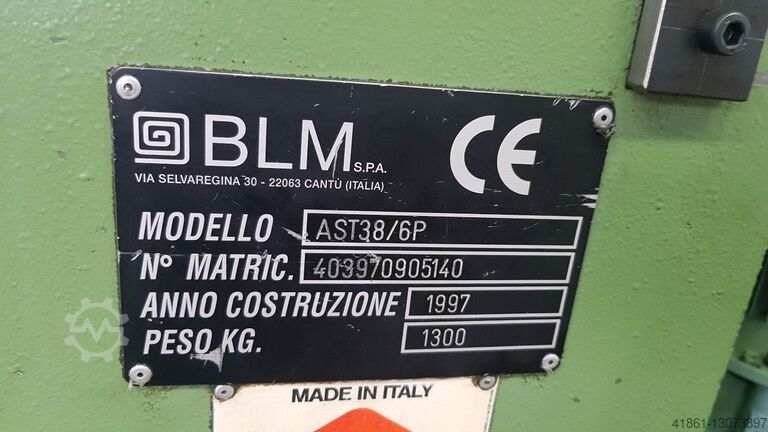 BLM S.P.A.
CE
VIA SELVAREGINA 30 - 22063 CANTÙ (ITALIA)
MODELLO AST38/6P
N° MATRIC. 403970905140
ANNO COSTRUZIONE 1997
PESO KG. 1300
MADE IN ITALY
41861-13073897